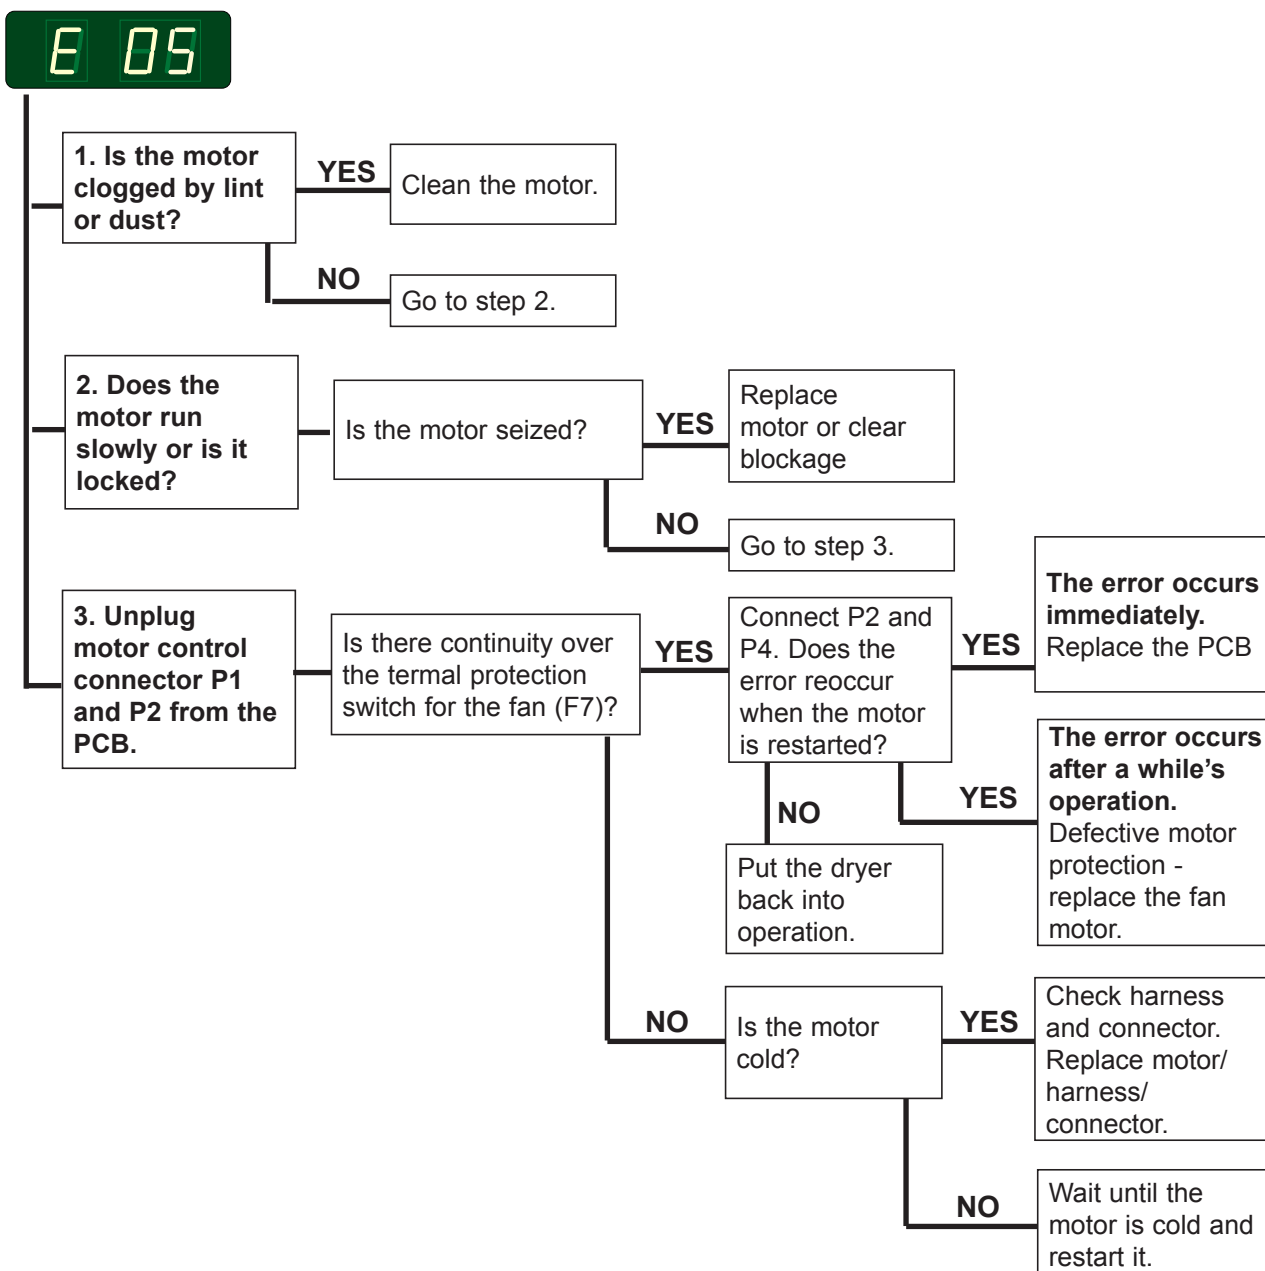 E 05
1. Is the motor
clogged by lint
or dust?
YES
Clean the motor.
NO
Go to step 2.
2. Does the
motor run
slowly or is it
locked?
Is the motor seized?
YES
Replace
motor or clear
blockage
NO
Go to step 3.
3. Unplug
motor control
connector P1
and P2 from the
PCB.
Is there continuity over
the termal protection
switch for the fan (F7)?
YES
Connect P2 and
P4. Does the
error reoccur
when the motor
is restarted?
YES
The error occurs
immediately.
Replace the PCB
YES
The error occurs
after a while's
operation.
Defective motor
protection -
replace the fan
motor.
NO
Put the dryer
back into
operation.
NO
Is the motor
cold?
YES
Check harness
and connector.
Replace motor/
harness/
connector.
NO
Wait until the
motor is cold and
restart it.